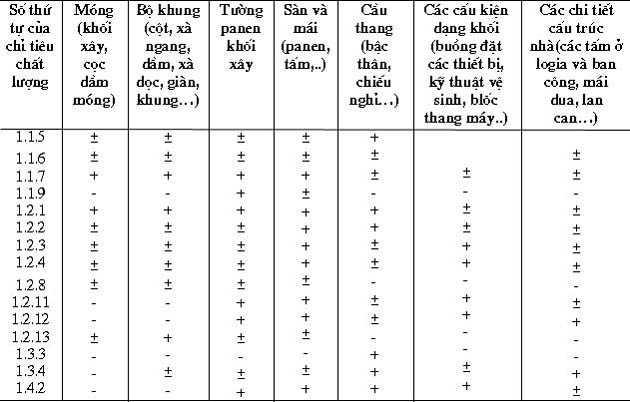 Số thứ
tự của
chỉ tiêu
chất
lượng
Móng
(khối
xây,
cọc
dầm
móng)
Bộ khung
(cột, xà
ngang,
dầm, xà
dọc, giàn,
khung…)
Tường
panen
khối
xây
Sàn và
mái
(panen,
tấm,..)
Cầu
thang
(bậc
thân,
chiếu
nghỉ…)
Các cấu kiện
dạng khối
(buồng đặt
các thiết bị,
kỹ thuật vệ
sinh, blốc
thang máy..)
Các chi tiết
cấu trúc
nhà(các tấm ở
logia và ban
công, mái
đua, lan
can…)
1.1.5 ± ± ± ± +
1.1.6 ± ± ± ± ± ±
1.1.7 + + + + ± ± ±
1.1.9 - - + ± - - -
1.2.1 + + + + + ± ±
1.2.2 ± ± ± + + ± ±
1.2.3 ± ± ± + ± + ±
1.2.4 ± ± ± + ± + ±
1.2.8 ± ± ± ± - - -
1.2.11 - - + + ± + ±
1.2.12 - - + + ± + +
1.2.13 ± + ± ± - - -
1.3.3 - - - - + - -
1.3.4 - ± ± ± + ± +
1.4.2 - - + + + + ±